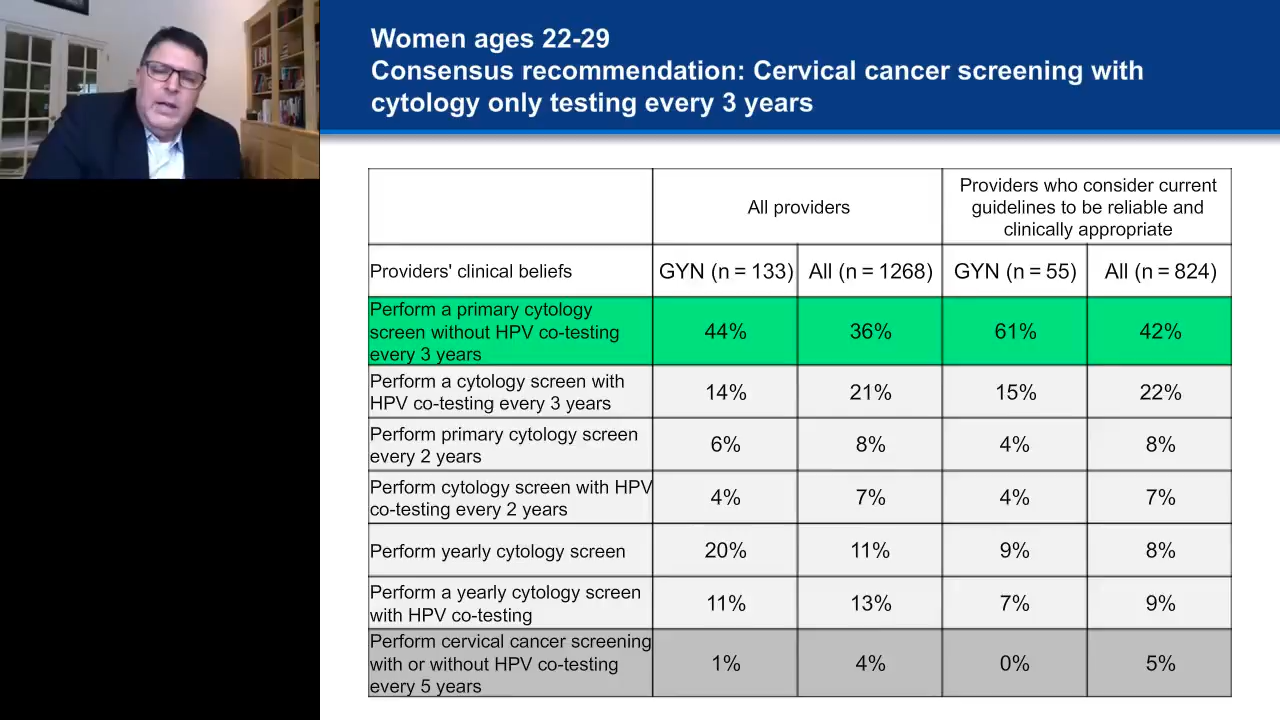 Women ages 22-29
Consensus recommendation: Cervical cancer screening with
cytology only testing every 3 years
All providers
Providers who consider current
guidelines to be reliable and
clinically appropriate
Providers' clinical beliefs
GYN (n = 133)
All (n = 1268)
GYN (n = 55)
All (n = 824)
Perform a primary cytology
screen without HPV co-testing
every 3 years
44%
36%
61%
42%
Perform a cytology screen with
HPV co-testing every 3 years
14%
21%
15%
22%
Perform primary cytology screen
every 2 years
6%
8%
4%
8%
Perform cytology screen with HPV
co-testing every 2 years
4%
7%
4%
7%
Perform yearly cytology screen
20%
11%
9%
8%
Perform a yearly cytology screen
with HPV co-testing
11%
13%
7%
9%
Perform cervical cancer screening
with or without HPV co-testing
every 5 years
1%
4%
0%
5%